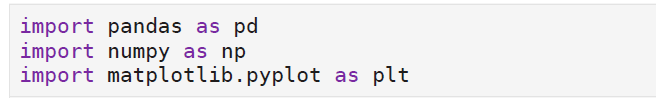 import pandas as pd
import numpy as np
import matplotlib.pyplot as plt